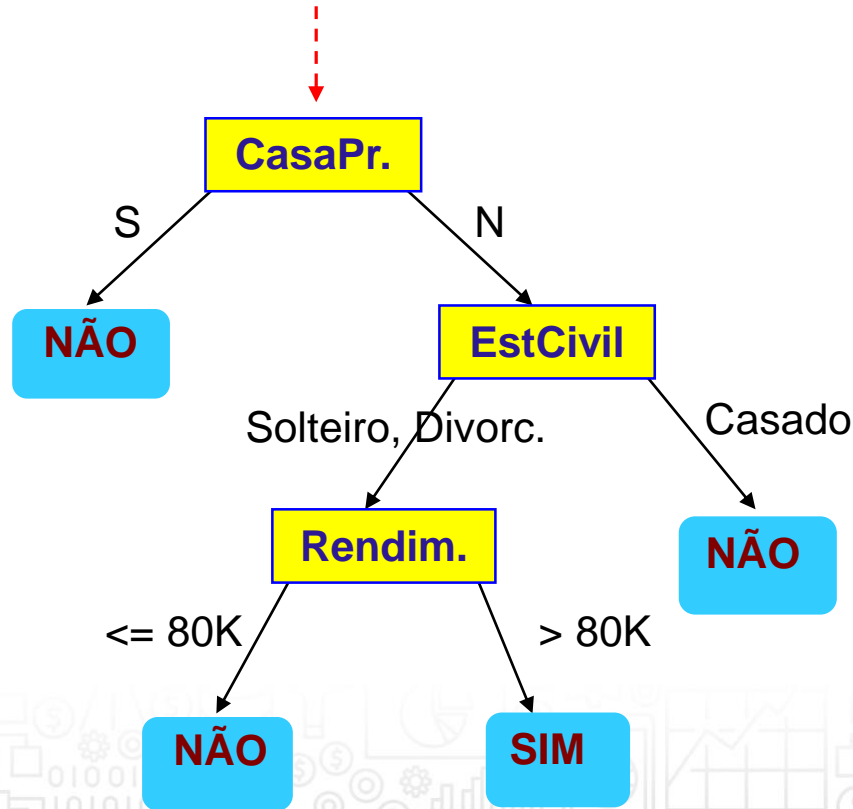 CasaPr.
S
N
NÃO
EstCivil
Solteiro, Divorc.
Casado
Rendim.
NÃO
<= 80K
> 80K
NÃO
SIM